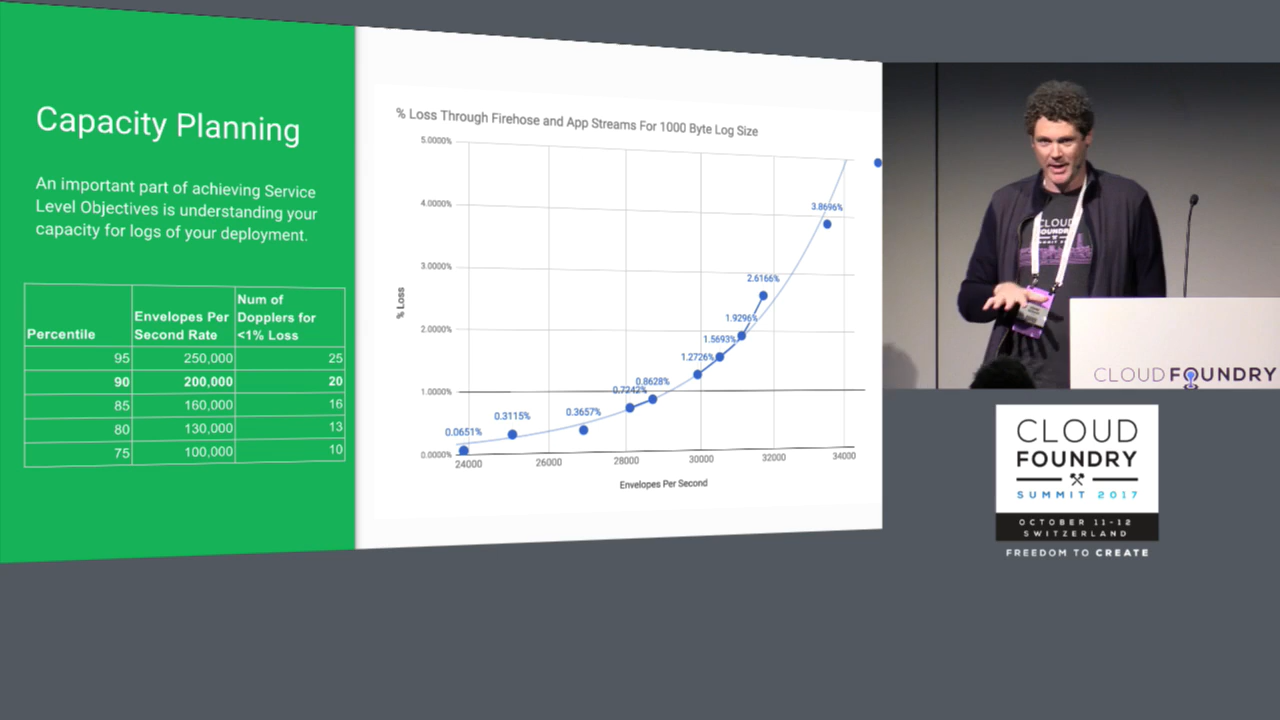 Capacity Planning
An important part of achieving Service
Level Objectives is understanding your
capacity for logs of your deployment.
Percentile Envelopes Per Second Rate Num of Dopplers for <1% Loss
95 250,000 25
90 200,000 20
85 160,000 16
80 130,000 13
75 100,000 10
% Loss Through Firehose and App Streams For 1000 Byte Log Size
5.0000%
4.0000%
3.0000%
2.0000%
1.0000%
0.0000%
% Loss
0.0651%
0.3115%
0.3657%
0.7242%
0.8628%
1.2726%
1.5693%
1.9296%
2.6166%
3.8696%
24000 26000 28000 30000 32000 34000
Envelopes Per Second
CLOUD
FOUNDRY
CLOUD FOUNDRY
CLOUD
FOUNDRY
SUMMIT 2017
OCTOBER 11-12
SWITZERLAND
FREEDOM TO CREATE